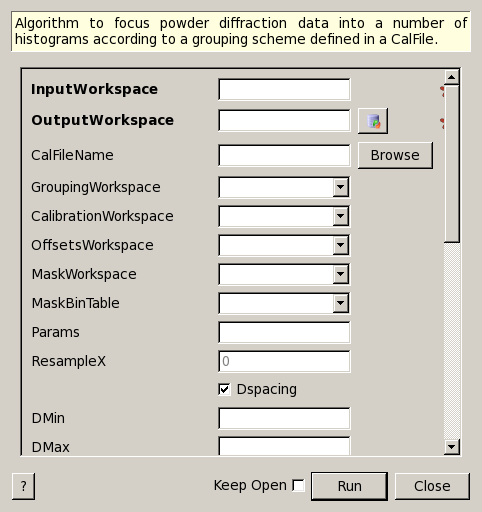 Algorithm to focus powder diffraction data into a number of
histograms according to a grouping scheme defined in a CalFile.
InputWorkspace
OutputWorkspace
CalFileName Browse
GroupingWorkspace
CalibrationWorkspace
OffsetsWorkspace
MaskWorkspace
MaskBinTable
Params
ResampleX 0
Dspacing
DMin
DMax
? Keep Open Run Close